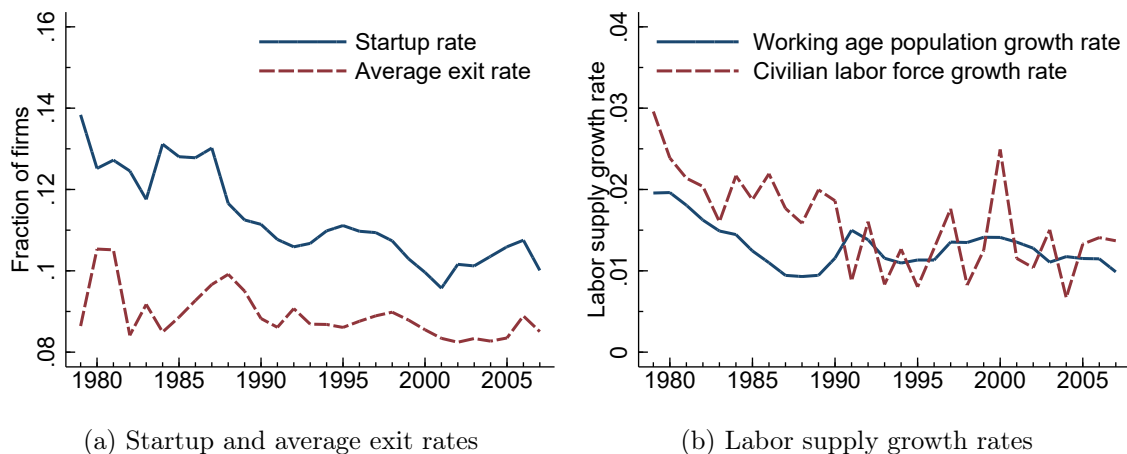 .16
.14
.12
.1
.08
Fraction of firms
Startup rate
Average exit rate
1980 1985 1990 1995 2000 2005
(a) Startup and average exit rates
.04
.03
.02
.01
0
Labor supply growth rate
Working age population growth rate
Civilian labor force growth rate
1980 1985 1990 1995 2000 2005
(b) Labor supply growth rates